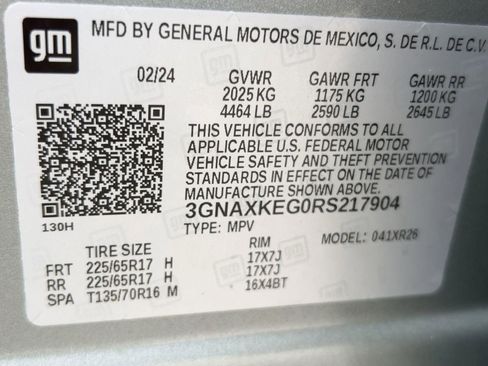 gm
MFD BY GENERAL MOTORS DE MEXICO, S. DE R.L. DE C.V.
02/24 GVWR GAWR FRT GAWR RR
2025 KG 1175 KG 1200 KG
4464 LB 2590 LB 2645 LB
THIS VEHICLE CONFORMS TO ALL
APPLICABLE U.S. FEDERAL MOTOR
VEHICLE SAFETY AND THEFT PREVENTION
STANDARDS IN EFFECT ON THE DATE OF
MANUFACTURE SHOWN ABOVE.
3GNAXKEG0RS217904
130H TYPE: MPV MODEL: 041XR26
TIRE SIZE RIM
FRT 225/65R17 H 17X7J
RR 225/65R17 H 17X7J
SPA T135/70R16 M 16X4BT